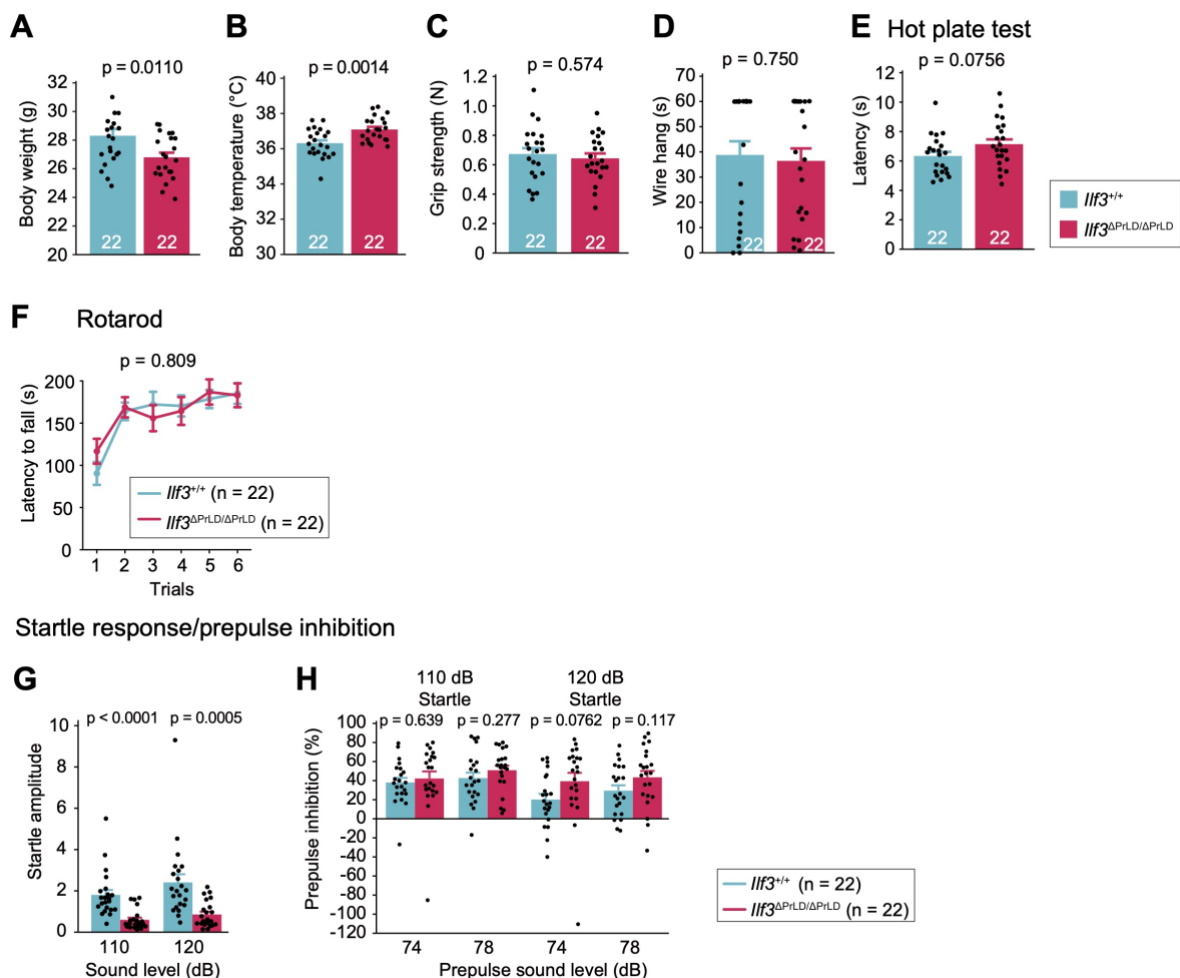 A
p = 0.0110
Body weight (g)
32
30
28
26
24
22
20
22
22
B
p = 0.0014
Body temperature (°C)
40
38
36
34
32
30
22
22
C
p = 0.574
Grip strength (N)
1.2
1.0
0.8
0.6
0.4
0.2
0
22
22
D
p = 0.750
Wire hang (s)
70
60
50
40
30
20
10
0
22
22
E Hot plate test
p = 0.0756
Latency (s)
12
10
8
6
4
2
0
22
22
Ilf3+/+
Ilf3ΔPrLD/ΔPrLD
F Rotarod
p = 0.809
Latency to fall (s)
200
150
100
50
0
Ilf3+/+ (n = 22)
Ilf3ΔPrLD/ΔPrLD (n = 22)
1 2 3 4 5 6
Trials
Startle response/prepulse inhibition
G
p < 0.0001 p = 0.0005
Startle amplitude
10
8
6
4
2
0
110 120
Sound level (dB)
H
110 dB
Startle
120 dB
Startle
p = 0.639 p = 0.277 p = 0.0762 p = 0.117
Prepulse inhibition (%)
100
80
60
40
20
0
-20
-40
-60
-80
-100
-120
74 78 74 78
Prepulse sound level (dB)
Ilf3+/+ (n = 22)
Ilf3ΔPrLD/ΔPrLD (n = 22)